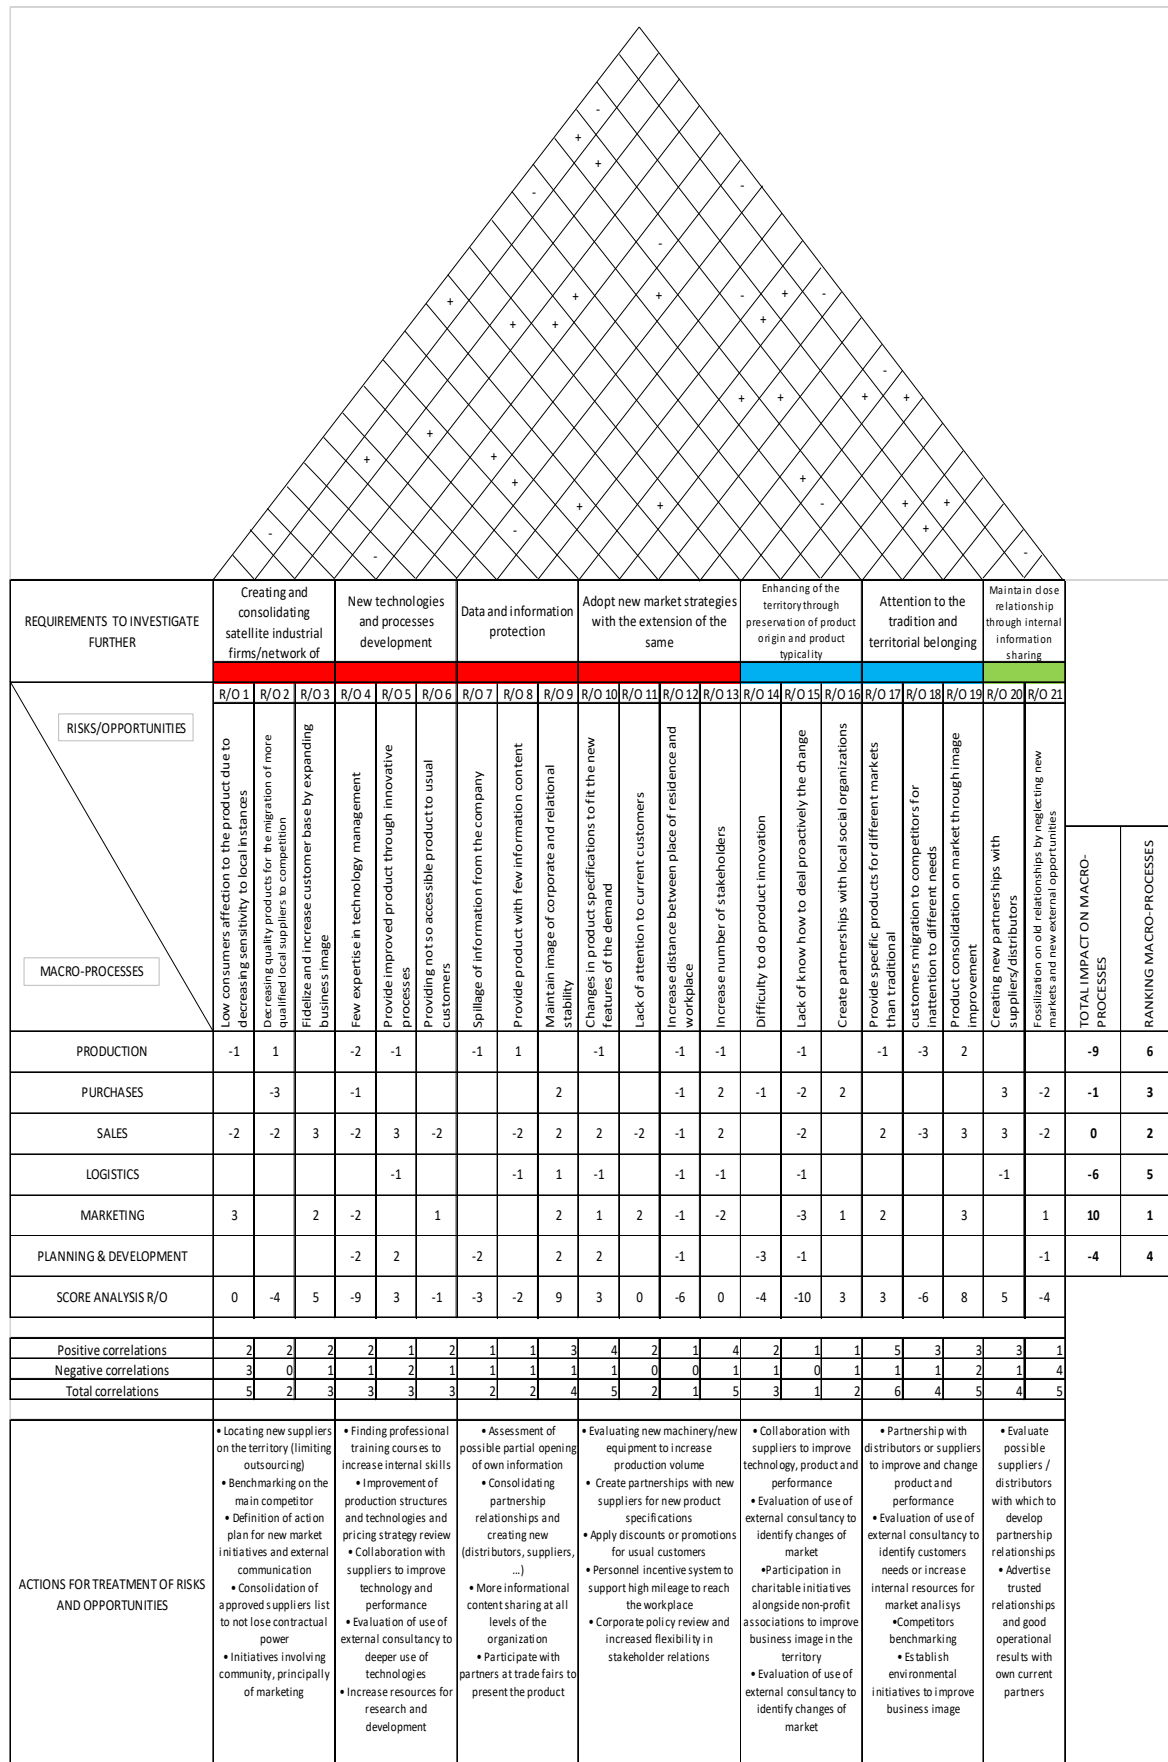 -
+
+
-
-
-
+
+
+
-
+
-
+
+
+
+
-
+
+
+
+
+
+
+
+
+
+
-
+
+
+
+
-
-
+
-
-
REQUIREMENTS TO INVESTIGATE
FURTHER
Creating and
consolidating
satellite industrial
firms/network of
New technologies
and processes
development
Data and information
protection
Adopt new market strategies
with the extension of the
same
Enhancing of the
territory through
preservation of product
origin and product
typicality
Attention to the
tradition and
territorial belonging
Maintain close
relationship
through internal
information
sharing
R/O 1 R/O 2 R/O 3 R/O 4 R/O 5 R/O 6 R/O 7 R/O 8 R/O 9 R/O 10 R/O 11 R/O 12 R/O 13 R/O 14 R/O 15 R/O 16 R/O 17 R/O 18 R/O 19 R/O 20 R/O 21
RISKS/OPPORTUNITIES
MACRO-PROCESSES
Low consumers affection to the product due to
decreasing sensitivity to local instances
Decreasing quality products for the migration of more
qualified local suppliers to competition
Fidelize and increase customer base by expanding
business image
Few expertise in technology management
Provide improved product through innovative
processes
Providing not so accessible product to usual
customers
Spillage of information from the company
Provide product with few information content
Maintain image of corporate and relational
stability
Changes in product specifications to fit the new
features of the demand
Lack of attention to current customers
Increase distance between place of residence and
workplace
Increase number of stakeholders
Difficulty to do product innovation
Lack of know how to deal proactively the change
Create partnerships with local social organizations
Provide specific products for different markets
than traditional
customers migration to competitors for
inattention to different needs
Product consolidation on market through image
improvement
Creating new partnerships with
suppliers/distributors
Fossilization on old relationships by neglecting new
markets and new external opportunities
TOTAL IMPACT ON MACRO-
PROCESSES
RANKING MACRO-PROCESSES
PRODUCTION -1 1 -2 -1 -1 1 -1 -1 -1 -1 -1 -3 2 -9 6
PURCHASES -3 -1 2 -1 2 -1 -2 2 3 -2 -1 3
SALES -2 -2 3 -2 3 -2 -2 2 2 -2 -1 2 -2 2 -3 3 3 -2 0 2
LOGISTICS -1 -1 1 -1 -1 -1 -1 -1 -6 5
MARKETING 3 2 -2 1 2 1 2 -1 -2 -3 1 2 3 1 10 1
PLANNING & DEVELOPMENT -2 2 -2 2 2 -1 -3 -1 -1 -4 4
SCORE ANALYSIS R/O 0 -4 5 -9 3 -1 -3 -2 9 3 0 -6 0 -4 -10 3 3 -6 8 5 -4
Positive correlations 2 2 2 2 1 2 1 1 3 4 2 1 4 2 1 1 5 3 3 3 1
Negative correlations 3 0 1 1 2 1 1 1 1 1 0 0 1 1 0 1 1 1 2 1 4
Total correlations 5 2 3 3 3 3 2 2 4 5 2 1 5 3 1 2 6 4 5 4 5
ACTIONS FOR TREATMENT OF RISKS
AND OPPORTUNITIES
• Locating new suppliers
on the territory (limiting
outsourcing)
• Benchmarking on the
main competitor
• Definition of action
plan for new market
initiatives and external
communication
• Consolidation of
approved suppliers list
to not lose contractual
power
• Initiatives involving
community, principally
of marketing
• Finding professional
training courses to
increase internal skills
• Improvement of
production structures
and technologies and
pricing strategy review
• Collaboration with
suppliers to improve
technology and
performance
• Evaluation of use of
external consultancy to
deeper use of
technologies
• Increase resources for
research and
development
• Assessment of
possible partial opening
of own information
• Consolidating
partnership
relationships and
creating new
(distributors, suppliers,
...)
• More informational
content sharing at all
levels of the
organization
• Participate with
partners at trade fairs to
present the product
• Evaluating new machinery/new
equipment to increase
production volume
• Create partnerships with new
suppliers for new product
specifications
• Apply discounts or promotions
for usual customers
• Personnel incentive system to
support high mileage to reach
the workplace
• Corporate policy review and
increased flexibility in
stakeholder relations
• Collaboration with
suppliers to improve
technology, product and
performance
• Evaluation of use of
external consultancy to
identify changes of
market
•Participation in
charitable initiatives
alongside non-profit
associations to improve
business image in the
territory
• Evaluation of use of
external consultancy to
identify changes of
market
• Partnership with
distributors or suppliers
to improve and change
product and
performance
• Evaluation of use of
external consultancy to
identify customers
needs or increase
internal resources for
market analisys
•Competitors
benchmarking
• Establish
environmental
initiatives to improve
business image
• Evaluate
possible
suppliers /
distributors
with which to
develop
partnership
relationships
• Advertise
trusted
relationships
and good
operational
results with
own current
partners